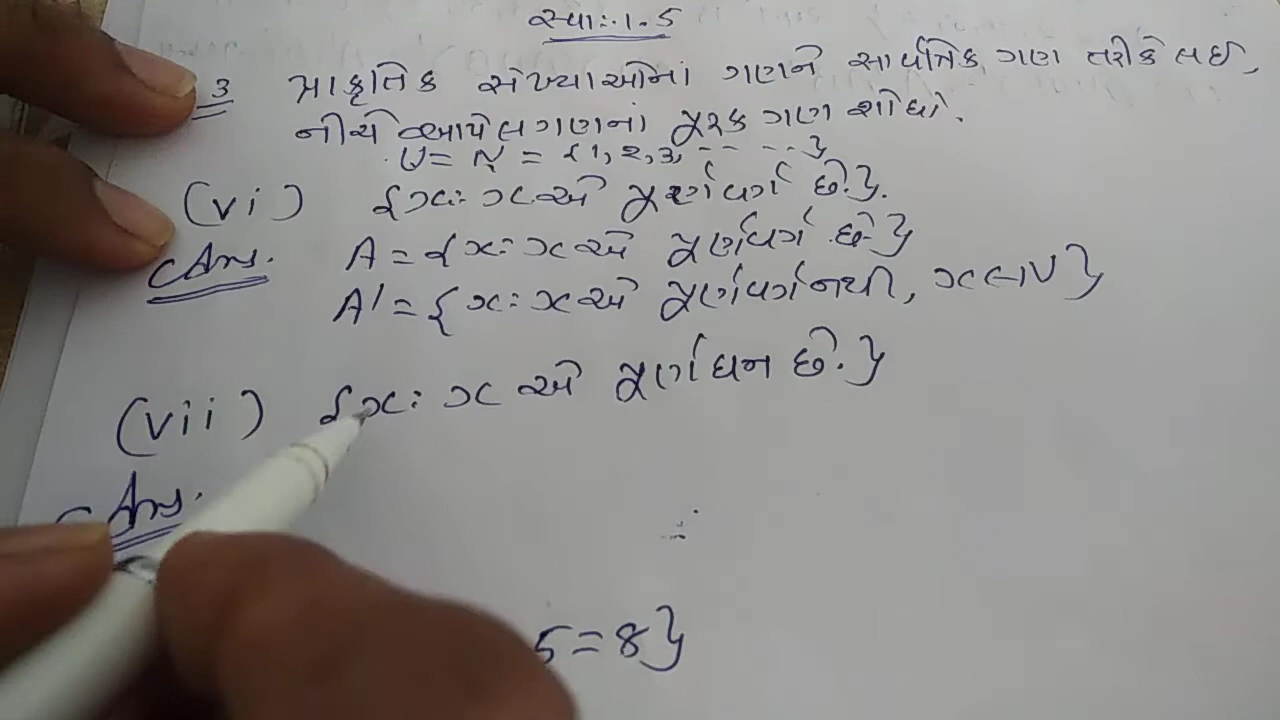 સ્વાઃ.1.5
3 પ્રાકૃતિક સંખ્યાઓનાં ગણને સાર્વત્રિક ગણ તરીકે લઇ,
નીચે આપેલ ગણનાં પૂરક ગણ શોધો.
U = N = {1, 2, 3, - - - - -}
(vi) {x : x એ પૂર્ણવર્ગ છે.}.
Ans. A = {x : x એ પૂર્ણવર્ગ છે.}
A' = {x : x એ પૂર્ણવર્ગ નથી, x ∈ N}
(vii) {x : x એ પૂર્ણઘન છે.}
Ans.
5 = 8}